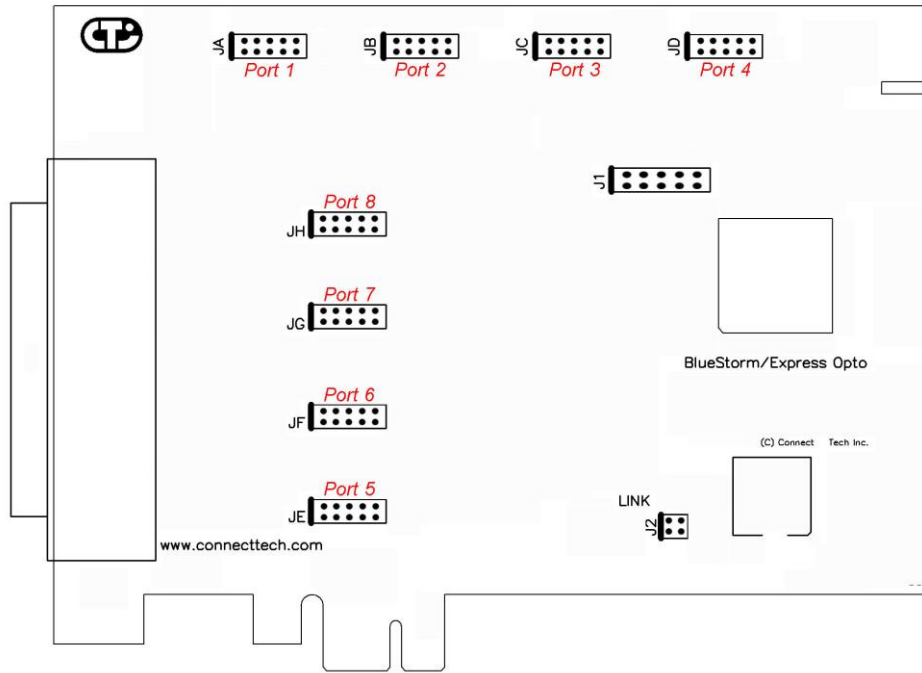 CTi
JA
JB
JC
JD
Port 1
Port 2
Port 3
Port 4
J1
Port 8
JH
Port 7
JG
BlueStorm/Express Opto
Port 6
JF
(C) Connect Tech Inc.
Port 5
JE
LINK
J2
www.connecttech.com